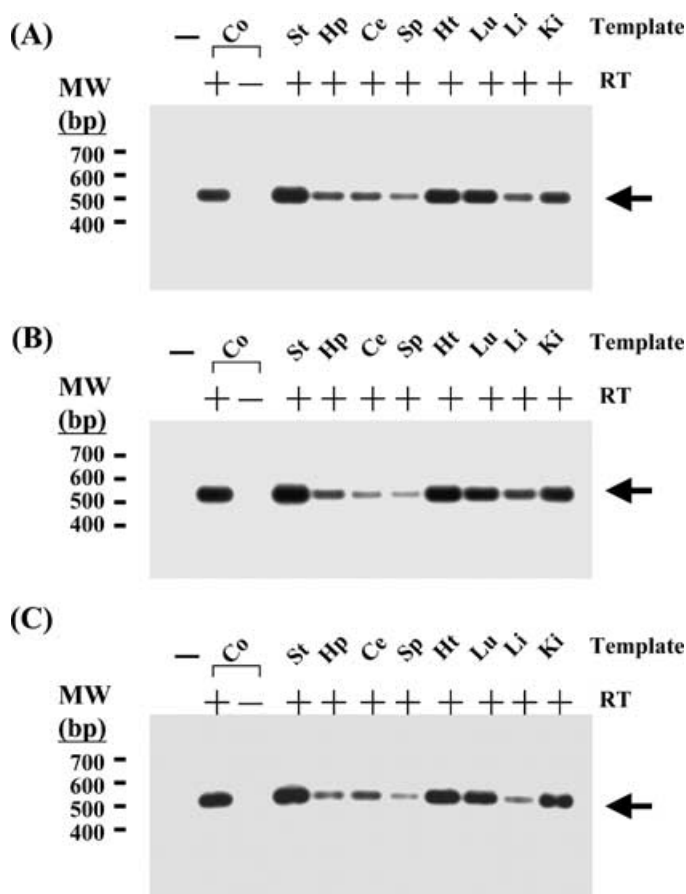 (A) — Co St Hp Ce Sp Ht Lu Li Ki Template
MW + — + + + + + + + + RT
(bp)
700
600
500
400
(B) — Co St Hp Ce Sp Ht Lu Li Ki Template
MW + — + + + + + + + + RT
(bp)
700
600
500
400
(C) — Co St Hp Ce Sp Ht Lu Li Ki Template
MW + — + + + + + + + + RT
(bp)
700
600
500
400